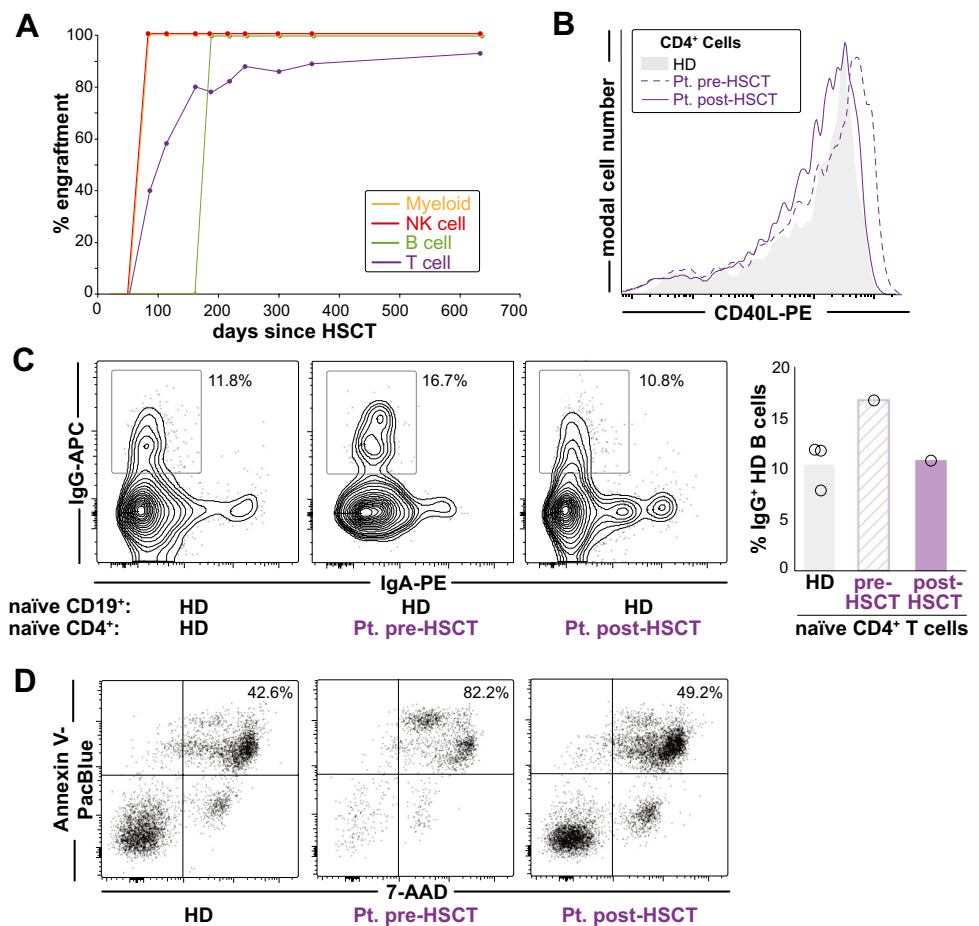 A
% engraftment
100
80
60
40
20
0
0 100 200 300 400 500 600 700
days since HSCT
Myeloid
NK cell
B cell
T cell
B
modal cell number
CD4⁺ Cells
HD
Pt. pre-HSCT
Pt. post-HSCT
CD40L-PE
C
IgG-APC
11.8%
16.7%
10.8%
IgA-PE
naïve CD19⁺: HD HD HD
naïve CD4⁺: HD Pt. pre-HSCT Pt. post-HSCT
% IgG⁺ HD B cells
20
15
10
5
0
HD pre-HSCT post-HSCT
naïve CD4⁺ T cells
D
Annexin V-
PacBlue
42.6%
82.2%
49.2%
7-AAD
HD Pt. pre-HSCT Pt. post-HSCT